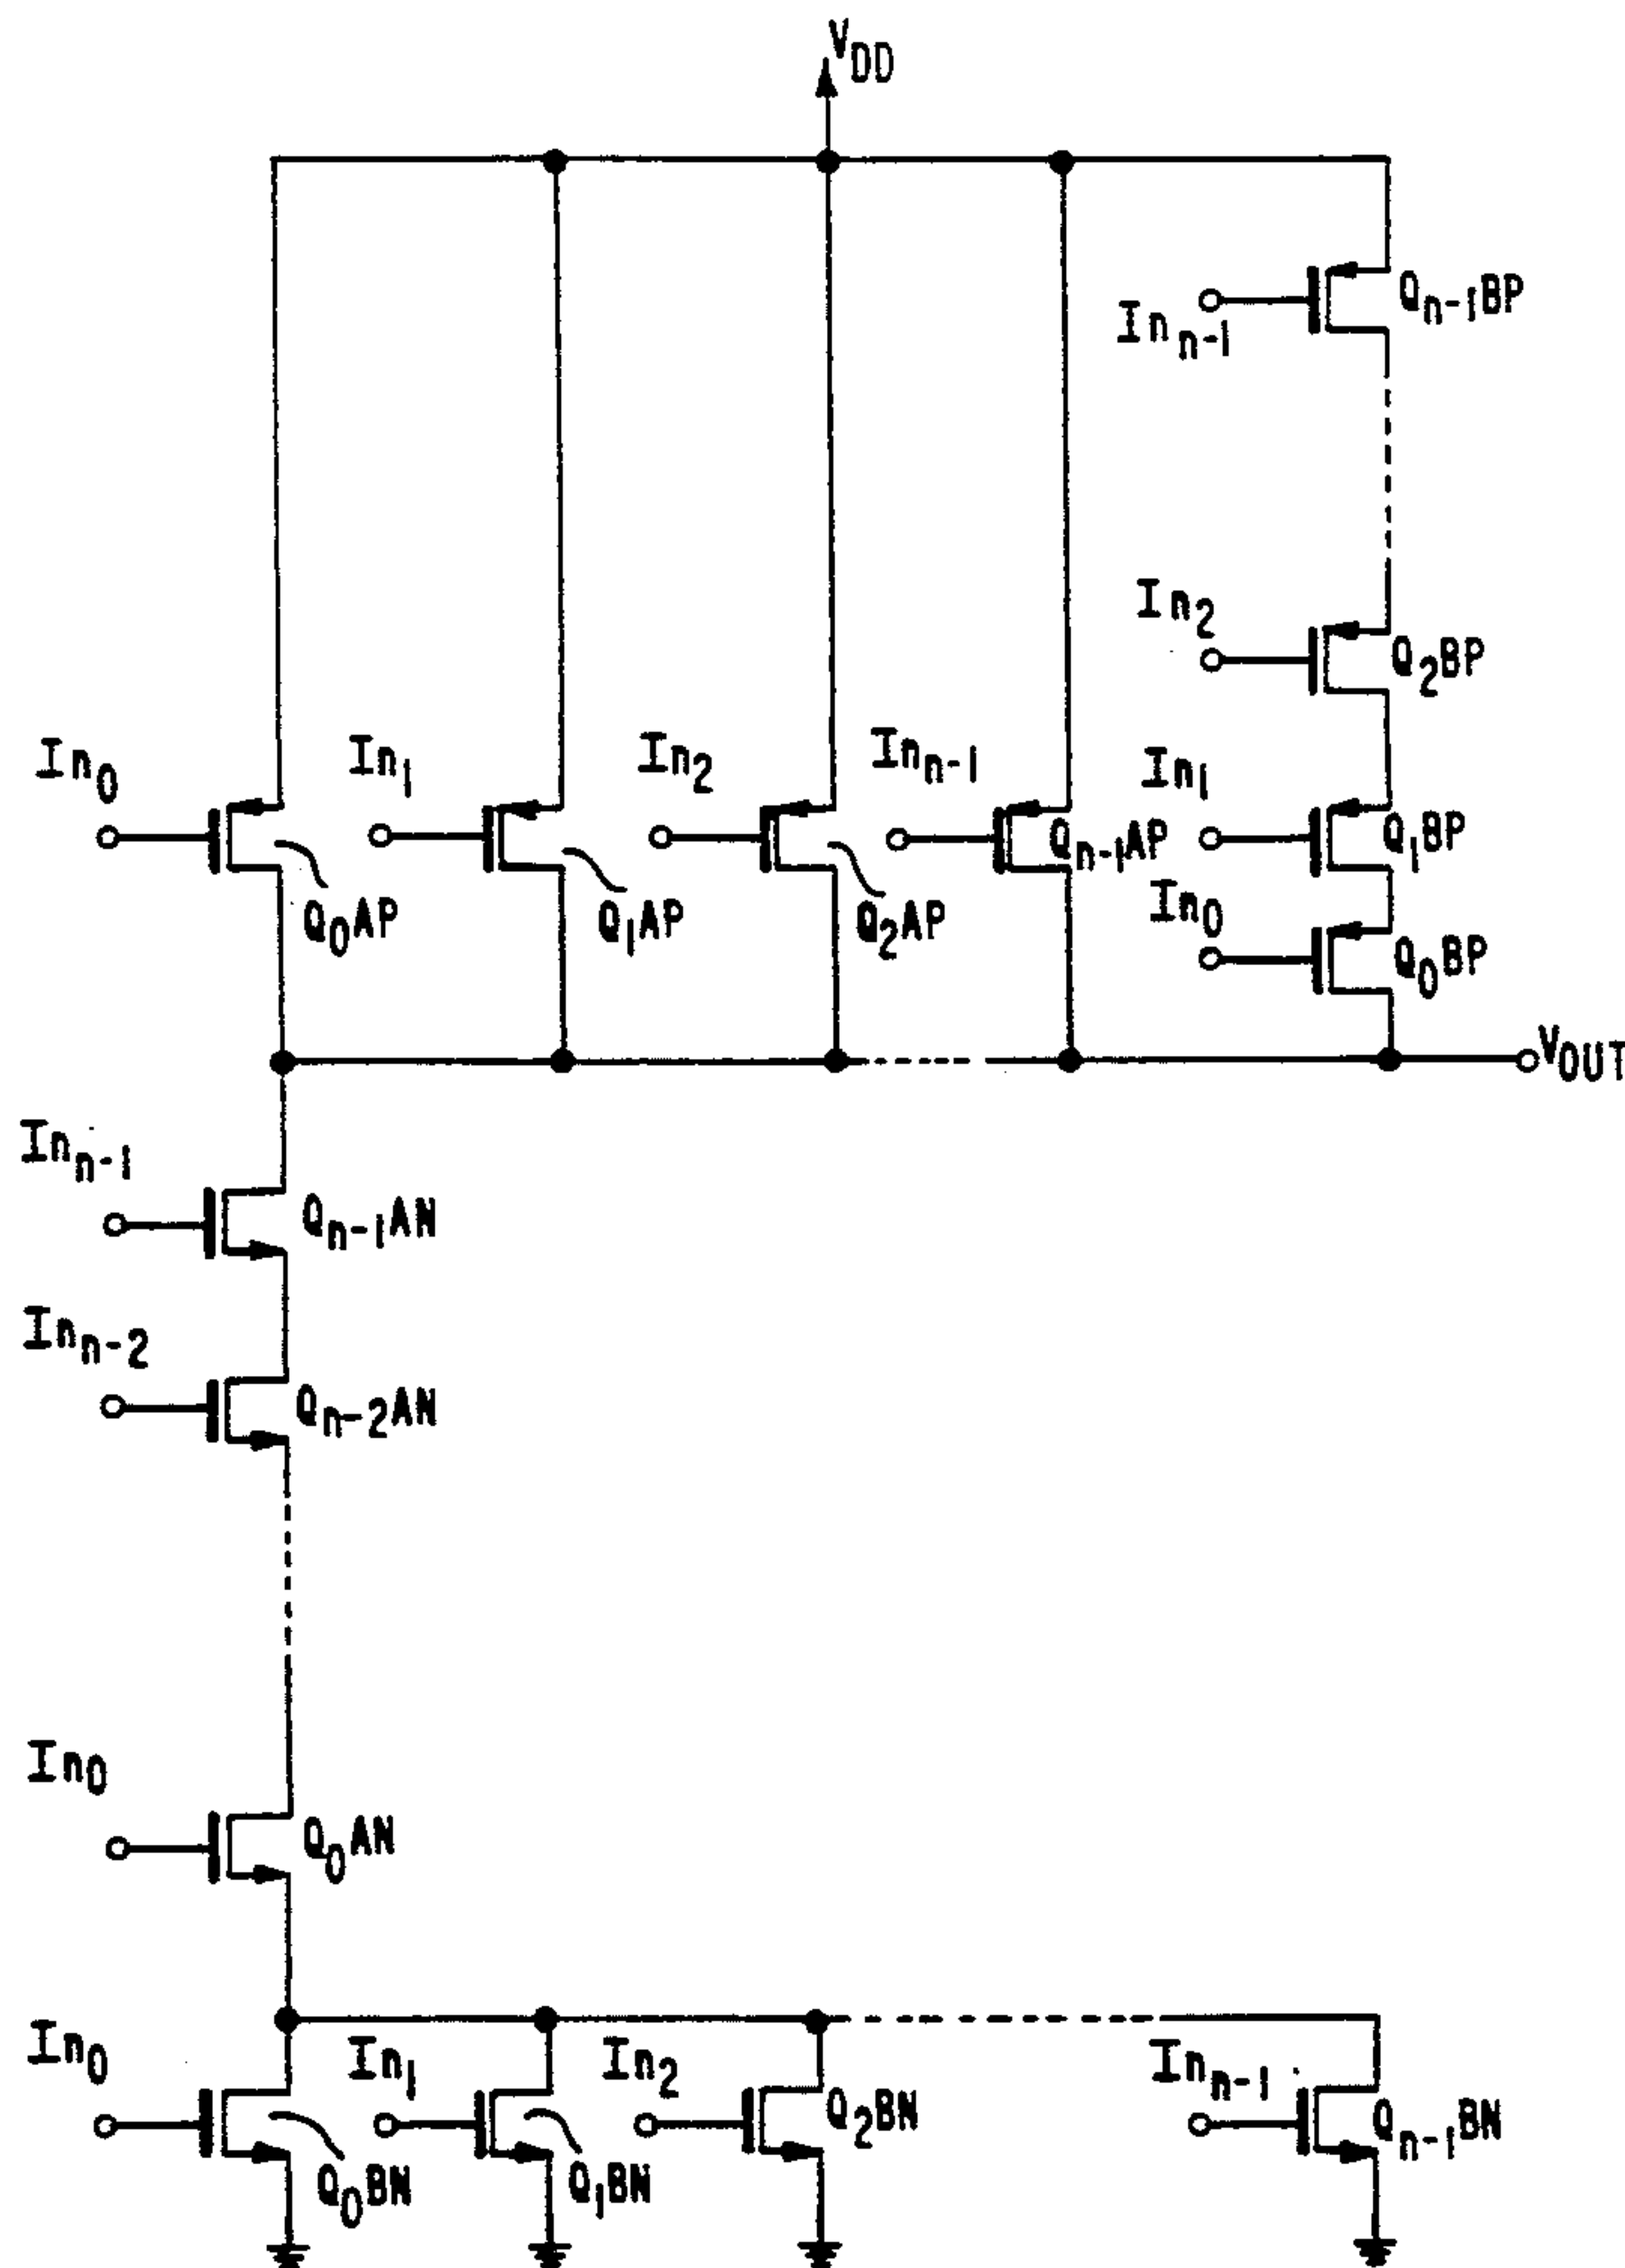 V_DD
In_n-1
Q_n-1BP
In_2
Q_2BP
In_0
In_1
In_2
In_n-1
In_1
Q_n-1AP
Q_1BP
In_0
Q_0AP
Q_1AP
Q_2AP
Q_0BP
V_OUT
In_n-1
Q_n-1AN
In_n-2
Q_n-2AN
In_0
Q_0AN
In_0
In_1
In_2
In_n-1
Q_2BN
Q_n-1BN
Q_0BN
Q_1BN